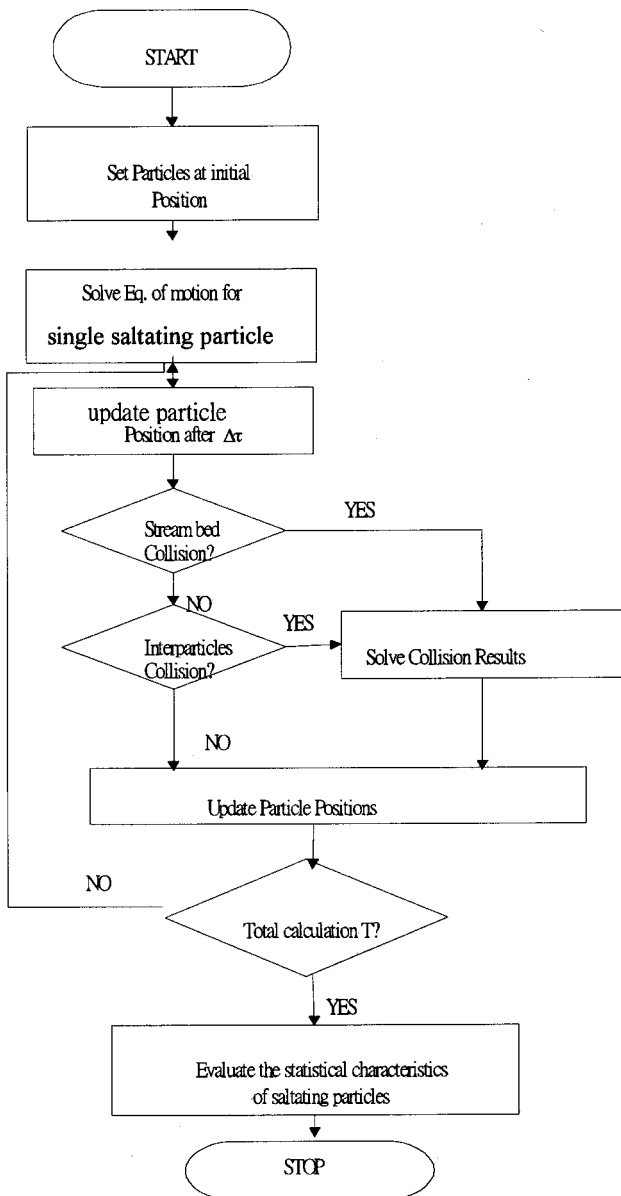 START
Set Particles at initial
Position
Solve Eq. of motion for
single saltating particle
update particle
Position after Δτ
Stream bed
Collision?
YES
NO
Interparticles
Collision?
YES
Solve Collision Results
NO
Update Particle Positions
NO
Total calculation T?
YES
Evaluate the statistical characteristics
of saltating particles
STOP